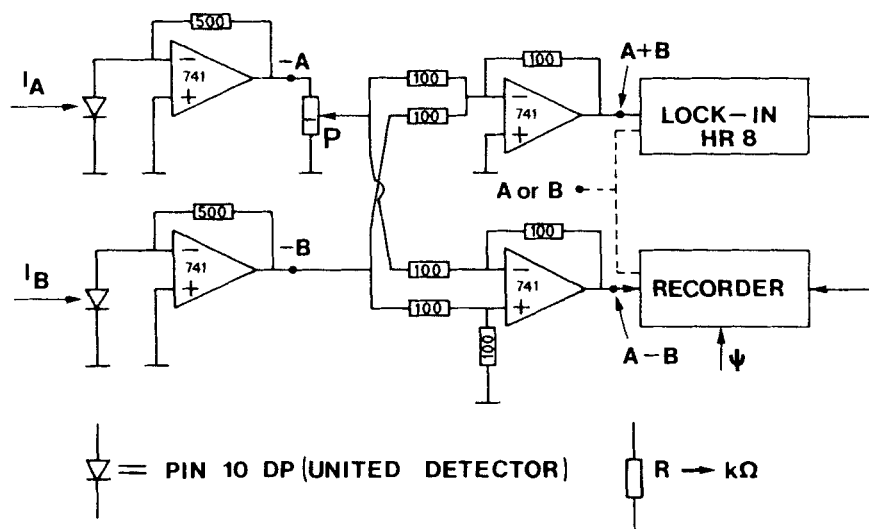 500
-A
I_A
−
741
+
P
100
100
100
−
741
+
A+B
LOCK-IN
HR 8
A or B
500
-B
I_B
−
741
+
100
100
100
100
−
741
+
RECORDER
A-B
ψ
= PIN 10 DP (UNITED DETECTOR)
R → kΩ